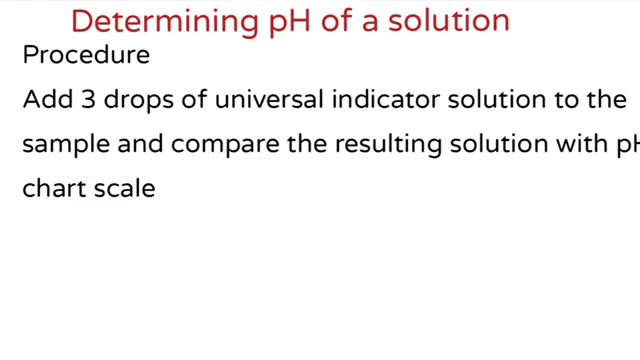 Determining pH of a solution
Procedure
Add 3 drops of universal indicator solution to the
sample and compare the resulting solution with pH
chart scale